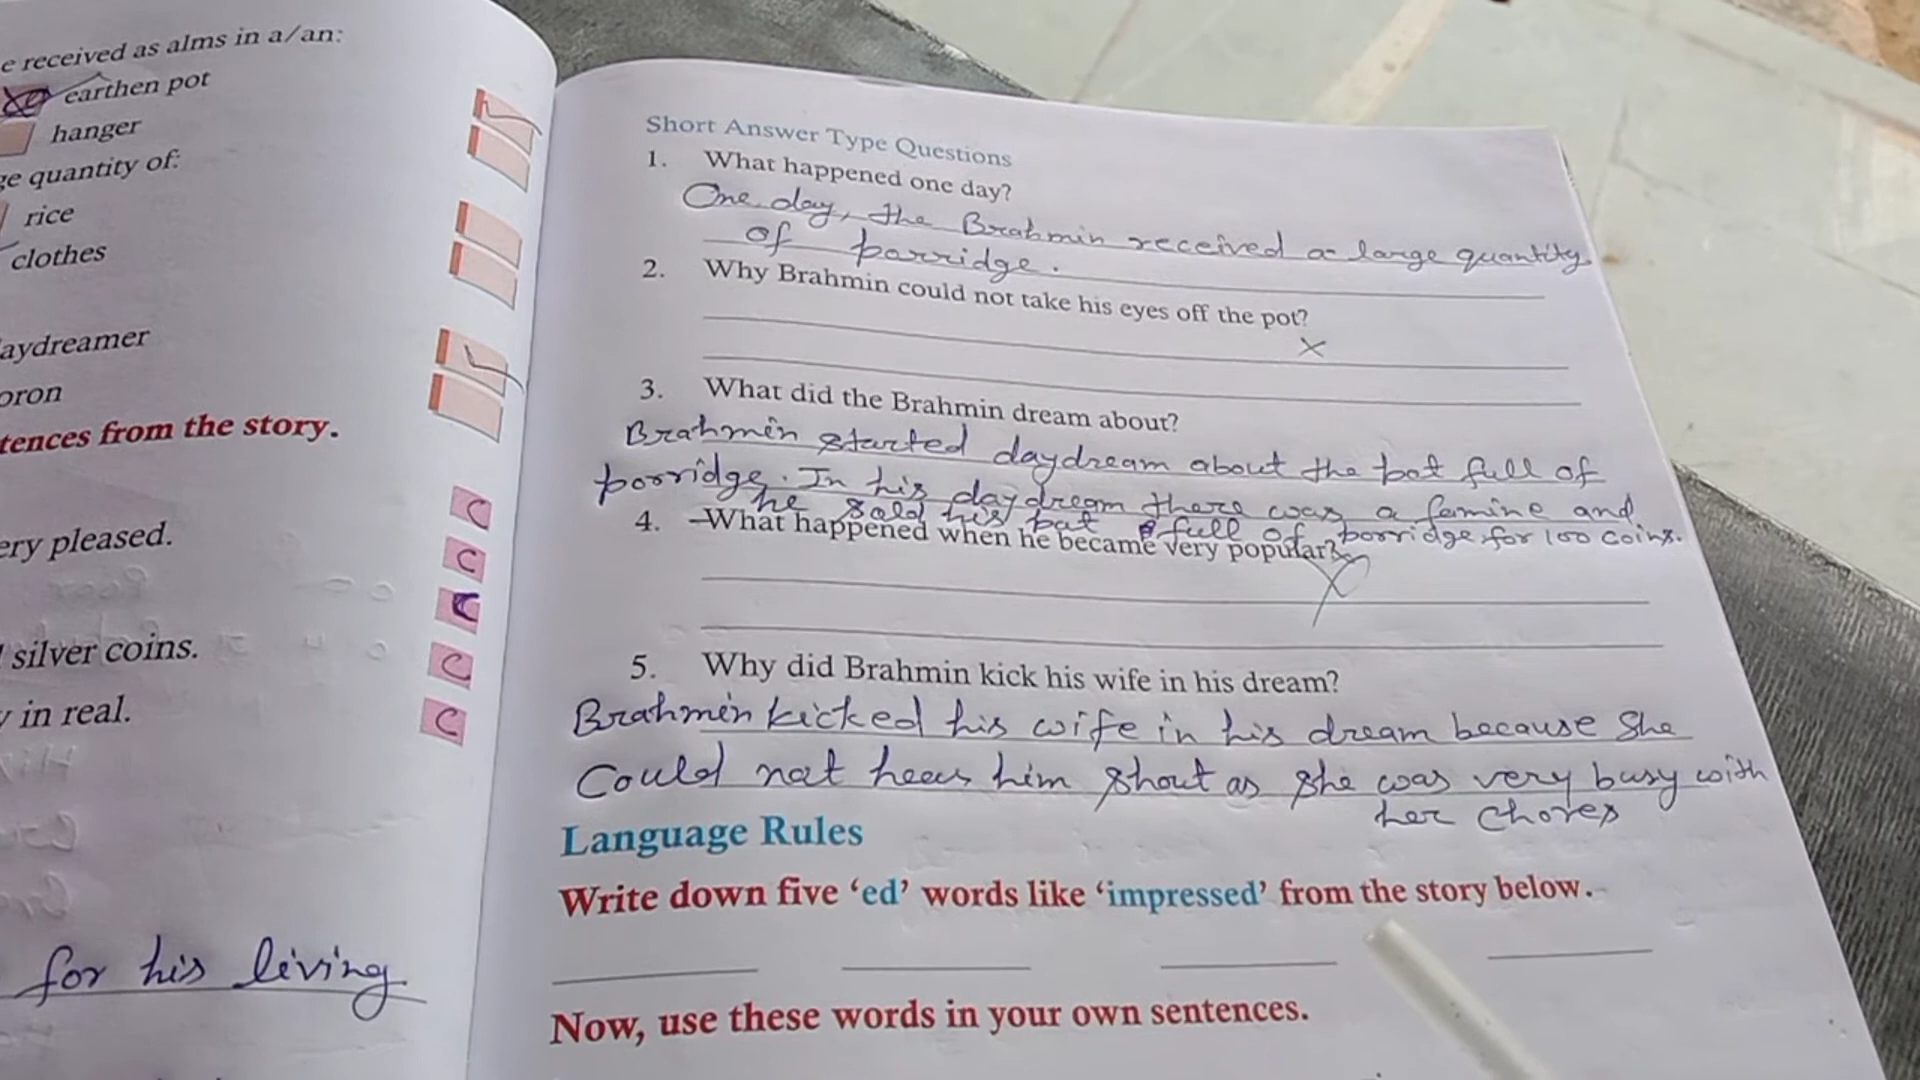 e received as alms in a/an:
earthen pot
hanger
ge quantity of:
rice
clothes
aydreamer
oron
tences from the story.
C
ery pleased.
C
C
silver coins.
C
y in real.
C
for his living
Short Answer Type Questions
1. What happened one day?
One day, the Brahmin received a large quantity
of porridge.
2. Why Brahmin could not take his eyes off the pot?
3. What did the Brahmin dream about?
Brahmin started daydream about the pot full of
porridge. In his daydream there was a famine and
he sold his pot full of porridge for 100 coins.
4. What happened when he became very popular?
5. Why did Brahmin kick his wife in his dream?
Brahmin kicked his wife in his dream because She
Could not hear him shout as she was very busy with
her chores
Language Rules
Write down five ‘ed’ words like ‘impressed’ from the story below.
Now, use these words in your own sentences.